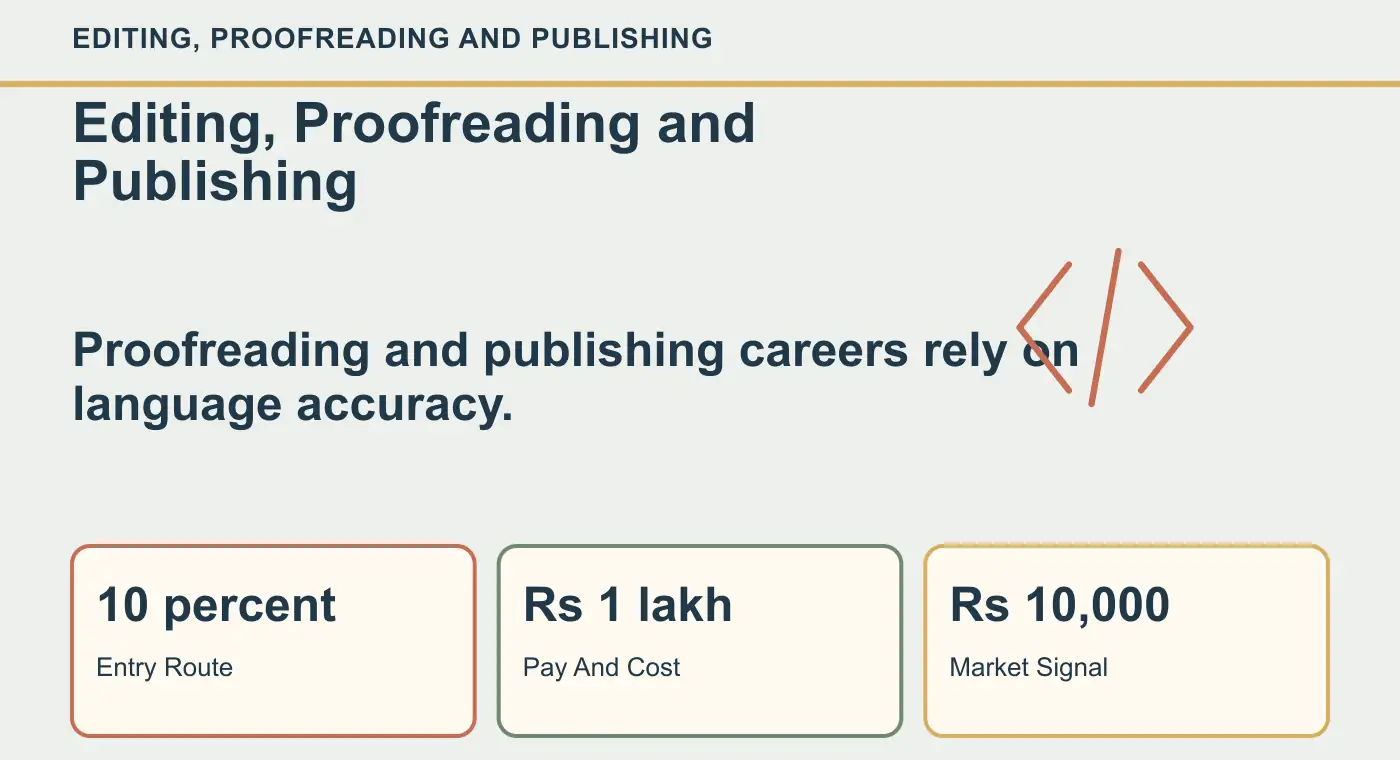 EDITING, PROOFREADING AND PUBLISHING
Editing, Proofreading and
Publishing
Proofreading and publishing careers rely on
language accuracy.
10 percent
Entry Route
Rs 1 lakh
Pay And Cost
Rs 10,000
Market Signal